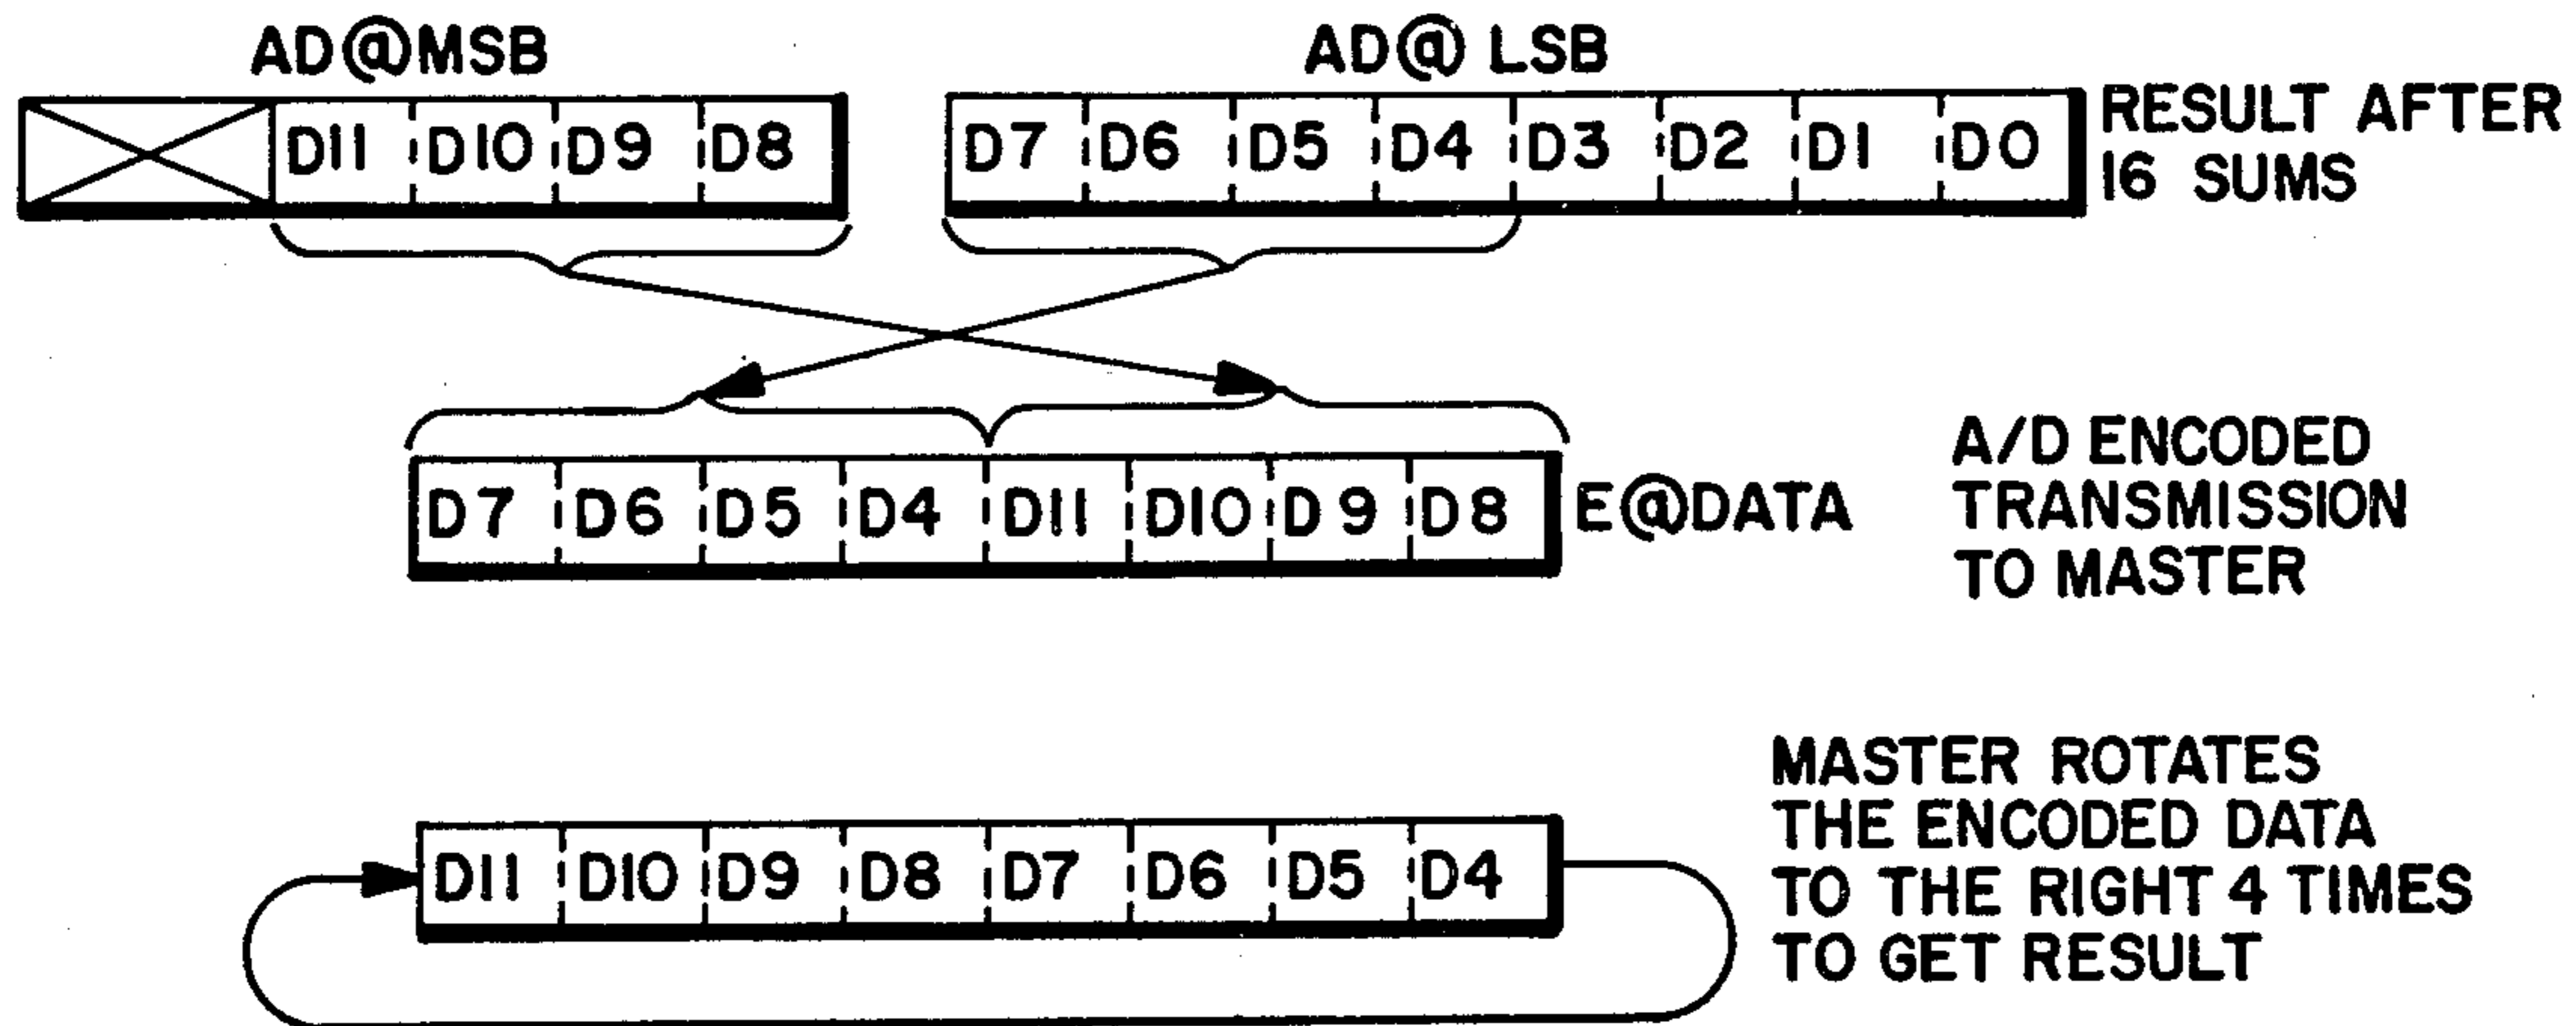 AD@MSB
AD@ LSB
D11 D10 D9 D8
D7 D6 D5 D4 D3 D2 D1 D0
RESULT AFTER
16 SUMS
D7 D6 D5 D4 D11 D10 D9 D8
E@DATA
A/D ENCODED
TRANSMISSION
TO MASTER
D11 D10 D9 D8 D7 D6 D5 D4
MASTER ROTATES
THE ENCODED DATA
TO THE RIGHT 4 TIMES
TO GET RESULT